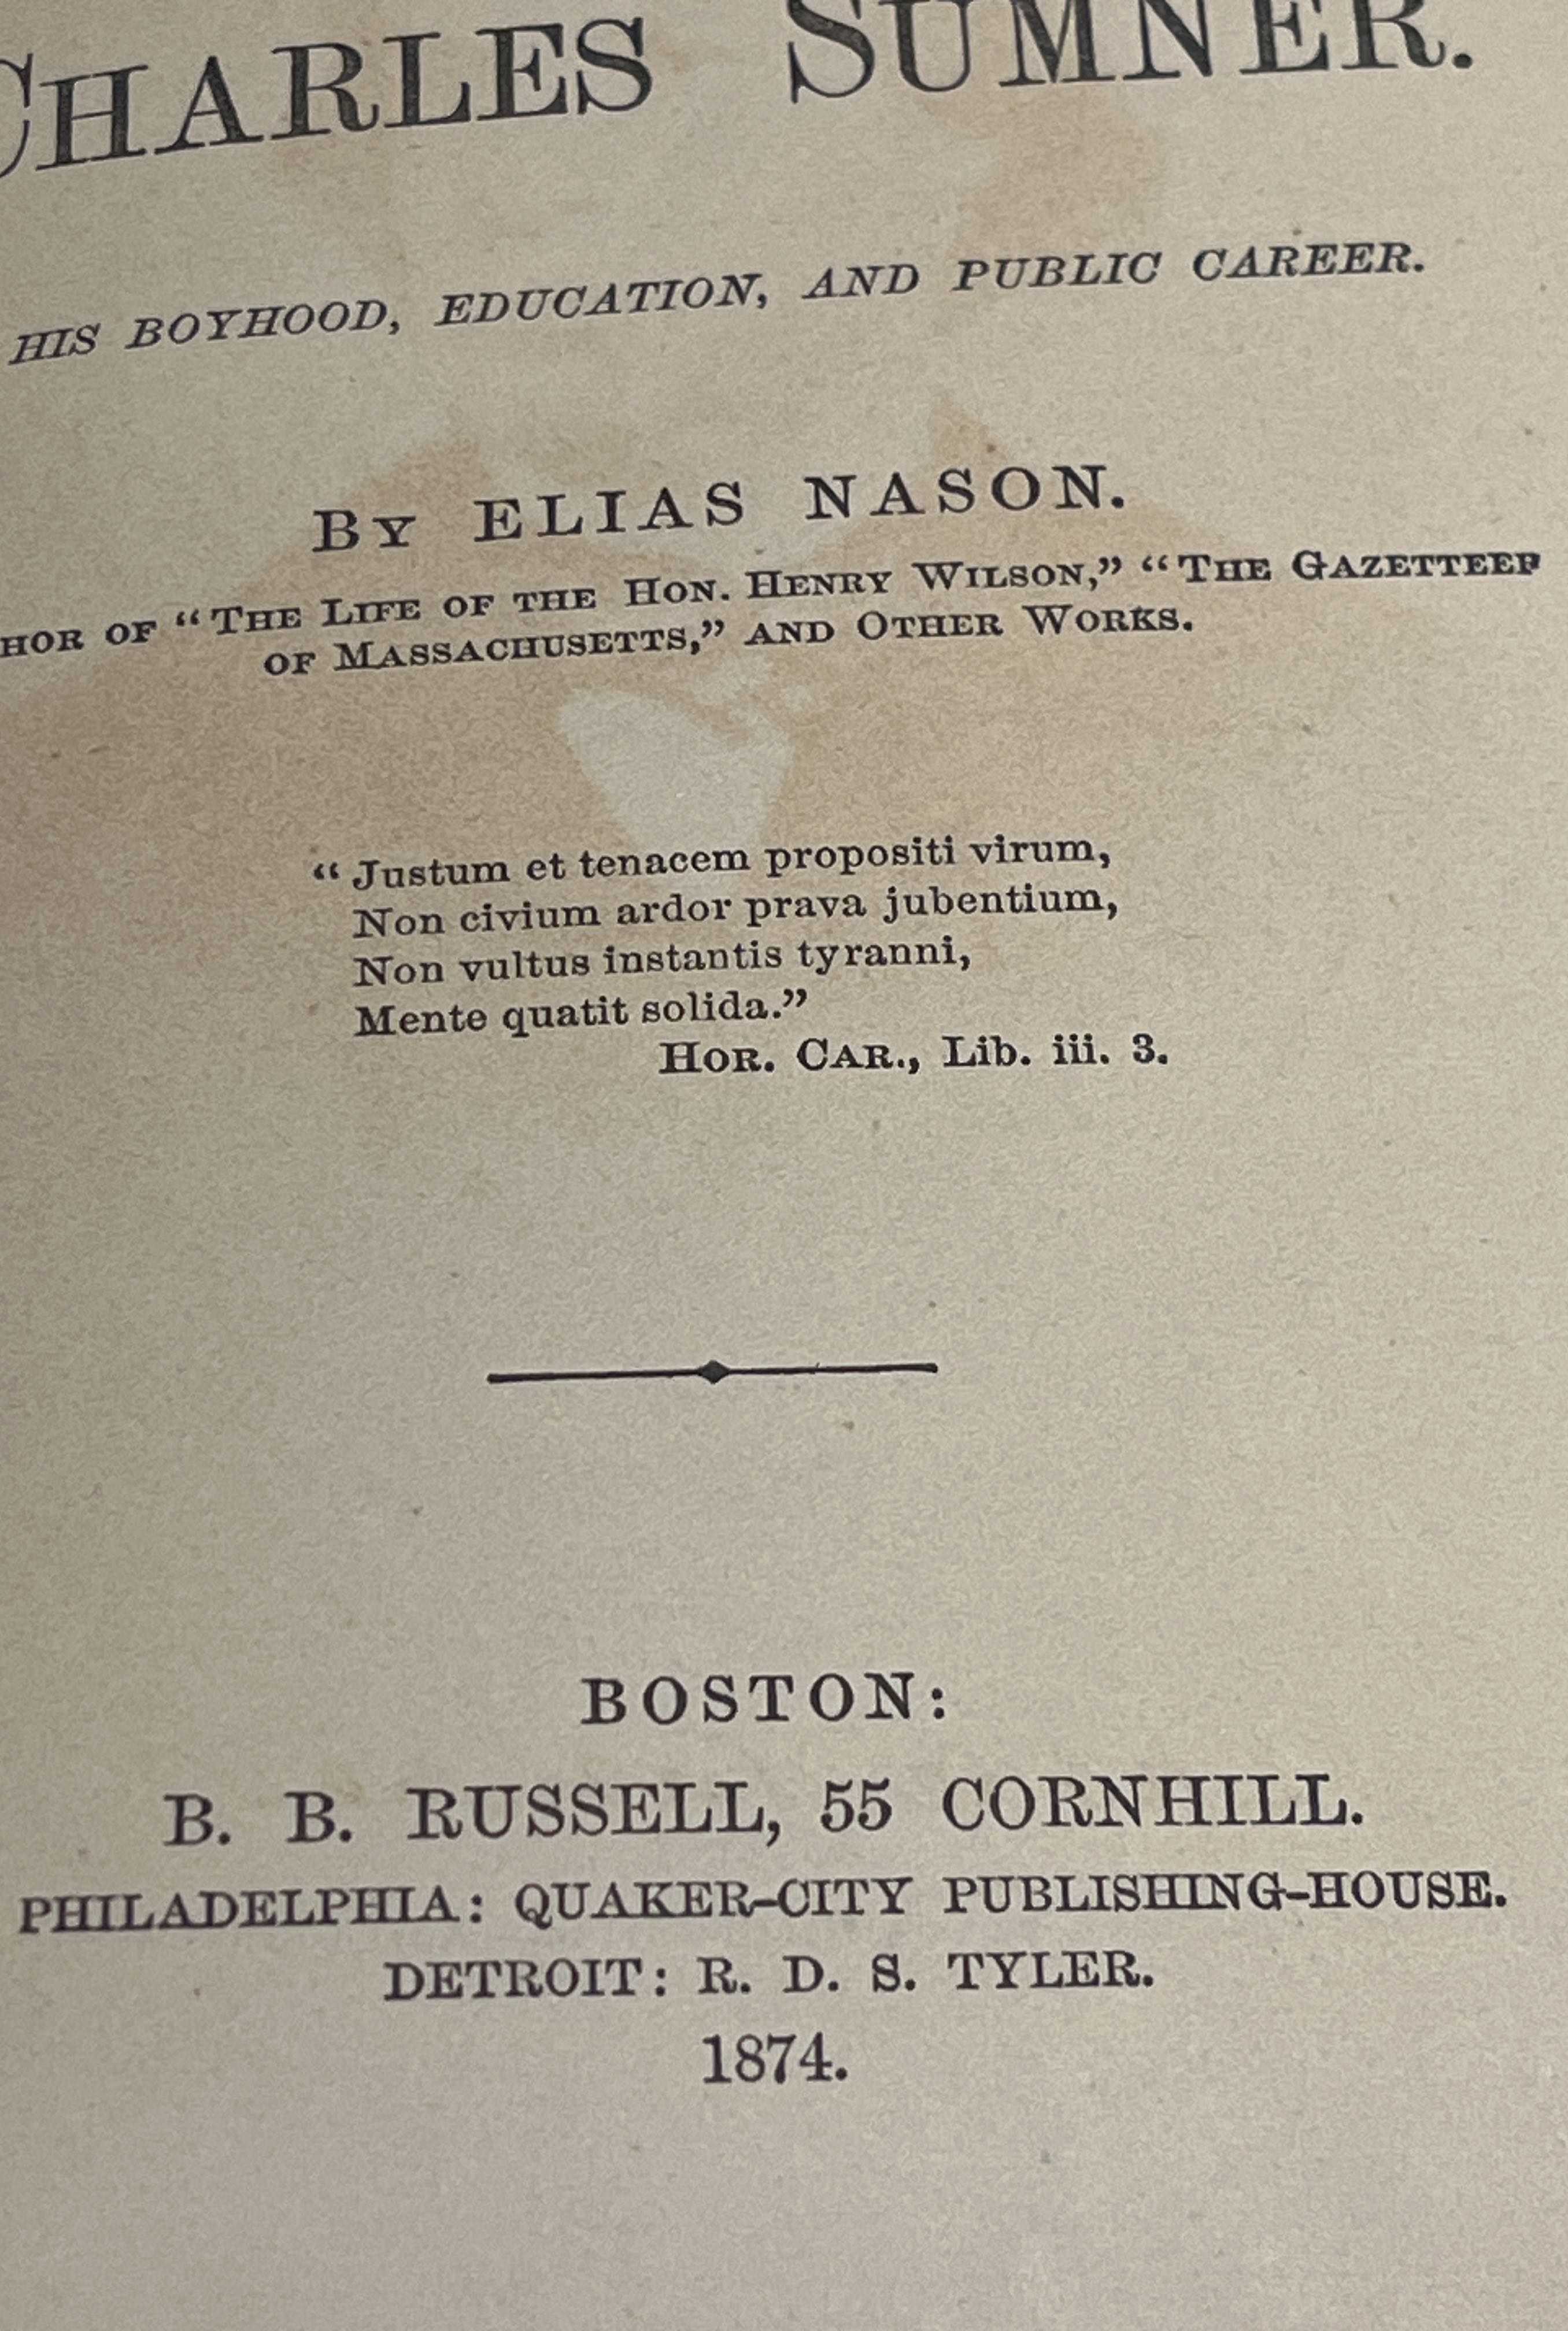 CHARLES SUMNER.
HIS BOYHOOD, EDUCATION, AND PUBLIC CAREER.
BY ELIAS NASON.
HOR OF “THE LIFE OF THE HON. HENRY WILSON,” “THE GAZETTEER
OF MASSACHUSETTS,” AND OTHER WORKS.
“Justum et tenacem propositi virum,
Non civium ardor prava jubentium,
Non vultus instantis tyranni,
Mente quatit solida.”
HOR. CAR., Lib. iii. 3.
BOSTON:
B. B. RUSSELL, 55 CORNHILL.
PHILADELPHIA: QUAKER-CITY PUBLISHING-HOUSE.
DETROIT: R. D. S. TYLER.
1874.